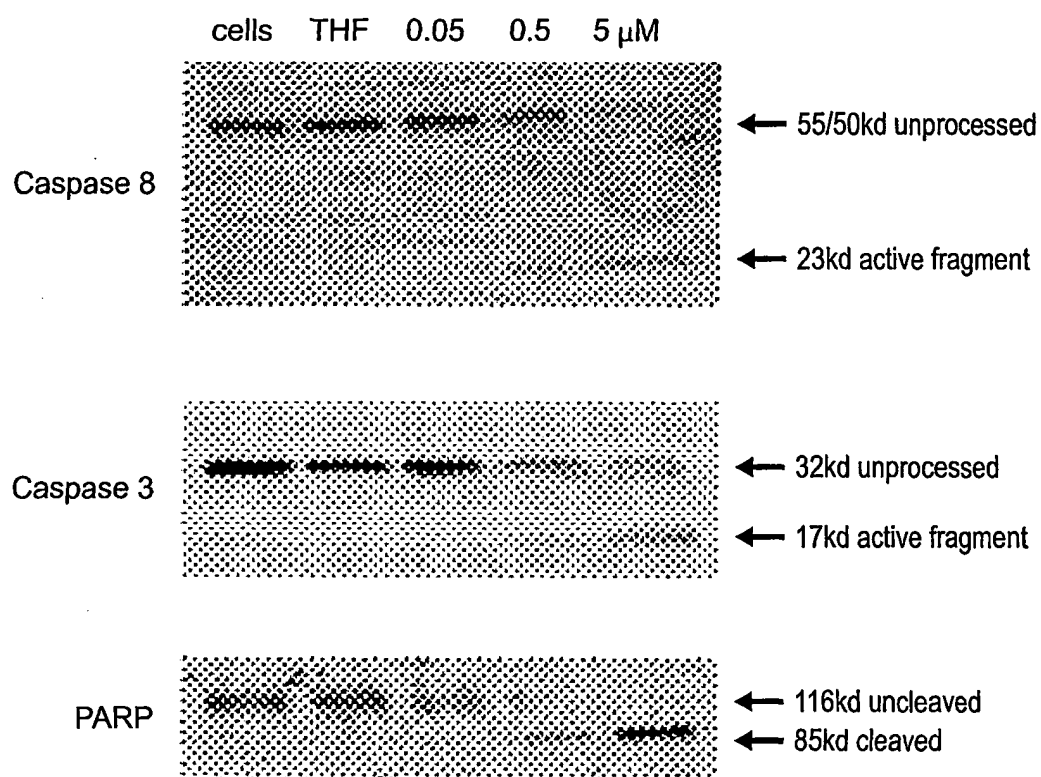 cells THF 0.05 0.5 5 µM
Caspase 8
55/50kd unprocessed
23kd active fragment
Caspase 3
32kd unprocessed
17kd active fragment
PARP
116kd uncleaved
85kd cleaved